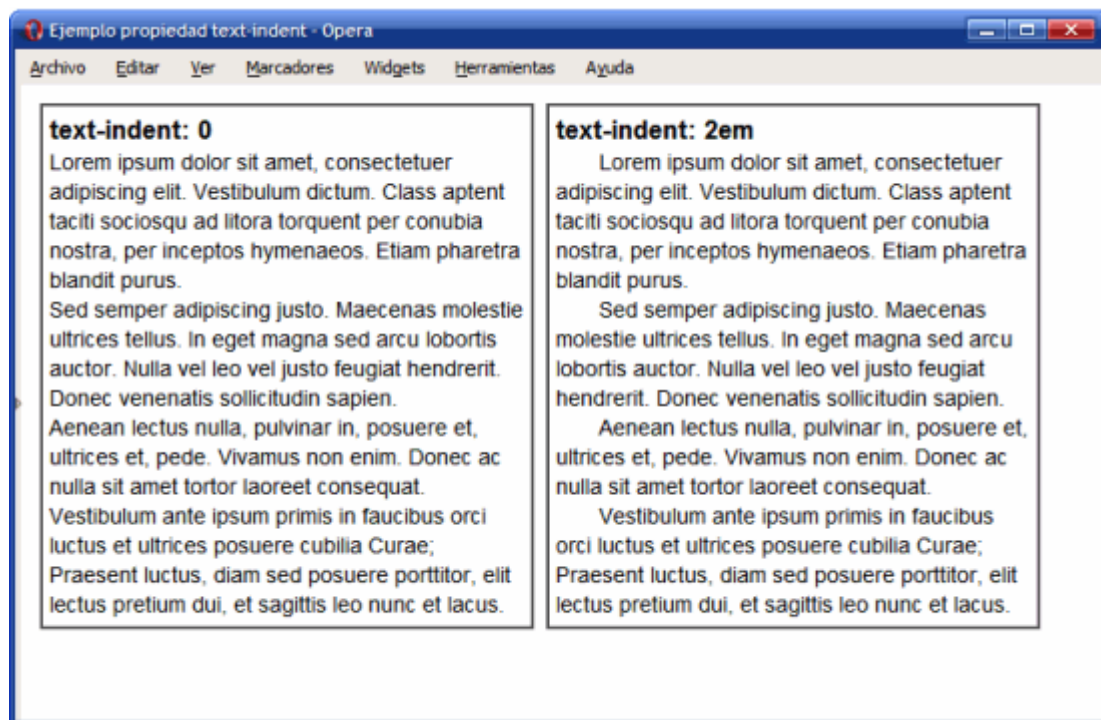 Ejemplo propiedad text-indent - Opera
Archivo Editar Ver Marcadores Widgets Herramientas Ayuda
text-indent: 0
Lorem ipsum dolor sit amet, consectetuer
adipiscing elit. Vestibulum dictum. Class aptent
taciti sociosqu ad litora torquent per conubia
nostra, per inceptos hymenaeos. Etiam pharetra
blandit purus.
Sed semper adipiscing justo. Maecenas molestie
ultrices tellus. In eget magna sed arcu lobortis
auctor. Nulla vel leo vel justo feugiat hendrerit.
Donec venenatis sollicitudin sapien.
Aenean lectus nulla, pulvinar in, posuere et,
ultrices et, pede. Vivamus non enim. Donec ac
nulla sit amet tortor laoreet consequat.
Vestibulum ante ipsum primis in faucibus orci
luctus et ultrices posuere cubilia Curae;
Praesent luctus, diam sed posuere porttitor, elit
lectus pretium dui, et sagittis leo nunc et lacus.
text-indent: 2em
Lorem ipsum dolor sit amet, consectetuer
adipiscing elit. Vestibulum dictum. Class aptent
taciti sociosqu ad litora torquent per conubia
nostra, per inceptos hymenaeos. Etiam pharetra
blandit purus.
Sed semper adipiscing justo. Maecenas
molestie ultrices tellus. In eget magna sed arcu
lobortis auctor. Nulla vel leo vel justo feugiat
hendrerit. Donec venenatis sollicitudin sapien.
Aenean lectus nulla, pulvinar in, posuere et,
ultrices et, pede. Vivamus non enim. Donec ac
nulla sit amet tortor laoreet consequat.
Vestibulum ante ipsum primis in faucibus
orci luctus et ultrices posuere cubilia Curae;
Praesent luctus, diam sed posuere porttitor, elit
lectus pretium dui, et sagittis leo nunc et lacus.